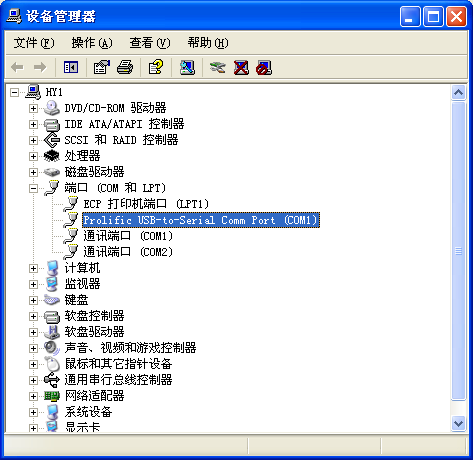 设备管理器
文件(F) 操作(A) 查看(V) 帮助(H)
HY1
DVD/CD-ROM 驱动器
IDE ATA/ATAPI 控制器
SCSI 和 RAID 控制器
处理器
磁盘驱动器
端口 (COM 和 LPT)
ECP 打印机端口 (LPT1)
Prolific USB-to-Serial Comm Port (COM1)
通讯端口 (COM1)
通讯端口 (COM2)
计算机
监视器
键盘
软盘控制器
软盘驱动器
声音、视频和游戏控制器
鼠标和其它指针设备
通用串行总线控制器
网络适配器
系统设备
显示卡